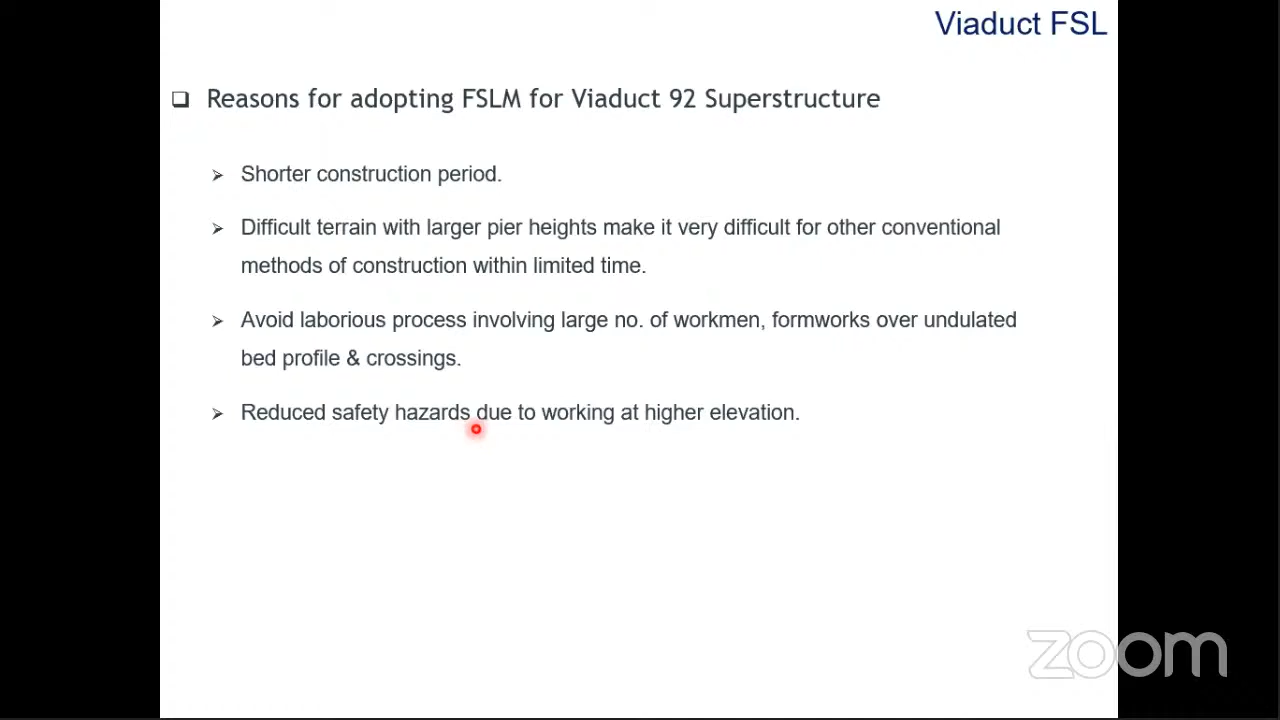 Viaduct FSL
Reasons for adopting FSLM for Viaduct 92 Superstructure
Shorter construction period.
Difficult terrain with larger pier heights make it very difficult for other conventional
methods of construction within limited time.
Avoid laborious process involving large no. of workmen, formworks over undulated
bed profile & crossings.
Reduced safety hazards due to working at higher elevation.
zoom